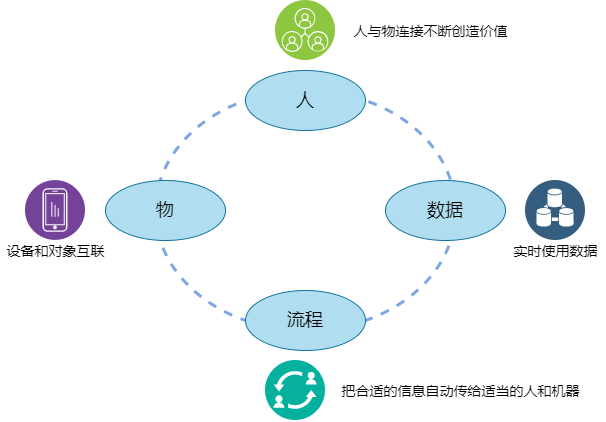 人与物连接不断创造价值
人
物
数据
设备和对象互联
实时使用数据
流程
把合适的信息自动传给适当的人和机器